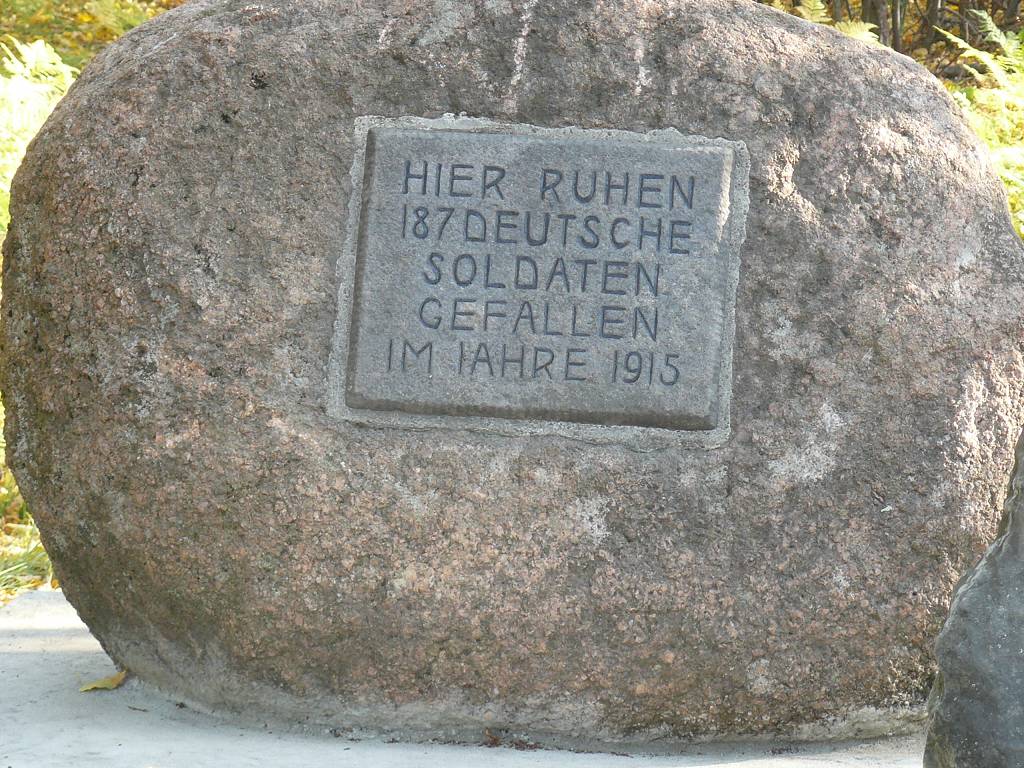 HIER RUHEN
187 DEUTSCHE
SOLDATEN
GEFALLEN
IM IAHRE 1915